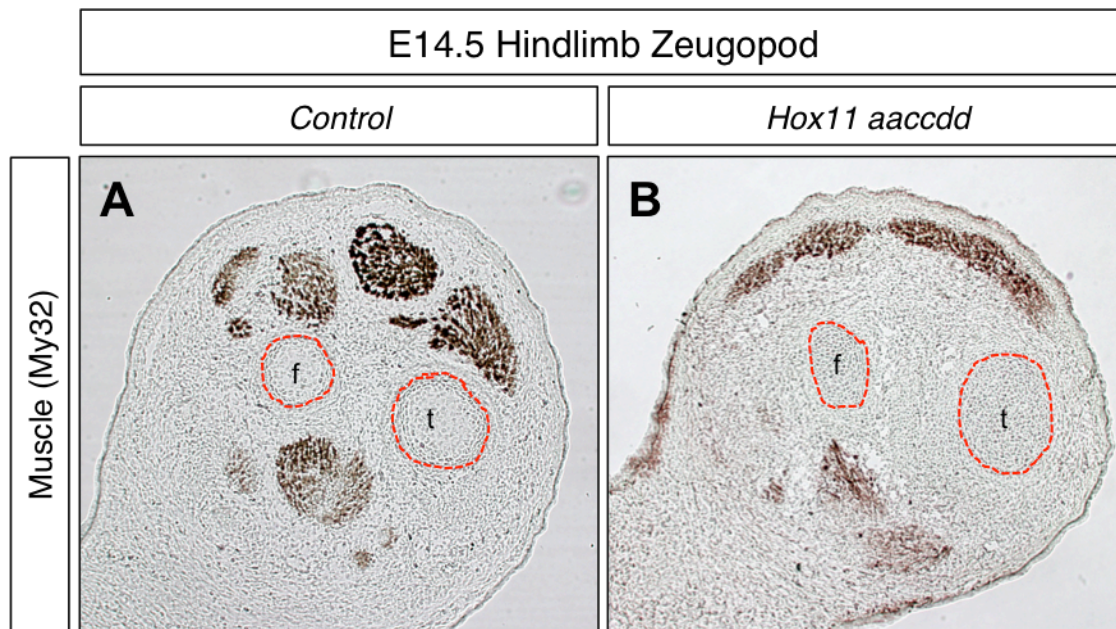 E14.5 Hindlimb Zeugopod
Control
Hox11 aaccdd
Muscle (My32)
A
f
t
B
f
t